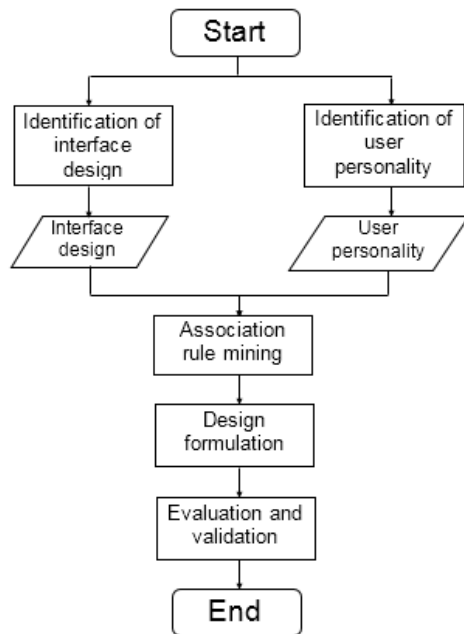 Start
Identification of
interface
design
Identification of
user
personality
Interface
design
User
personality
Association
rule mining
Design
formulation
Evaluation and
validation
End